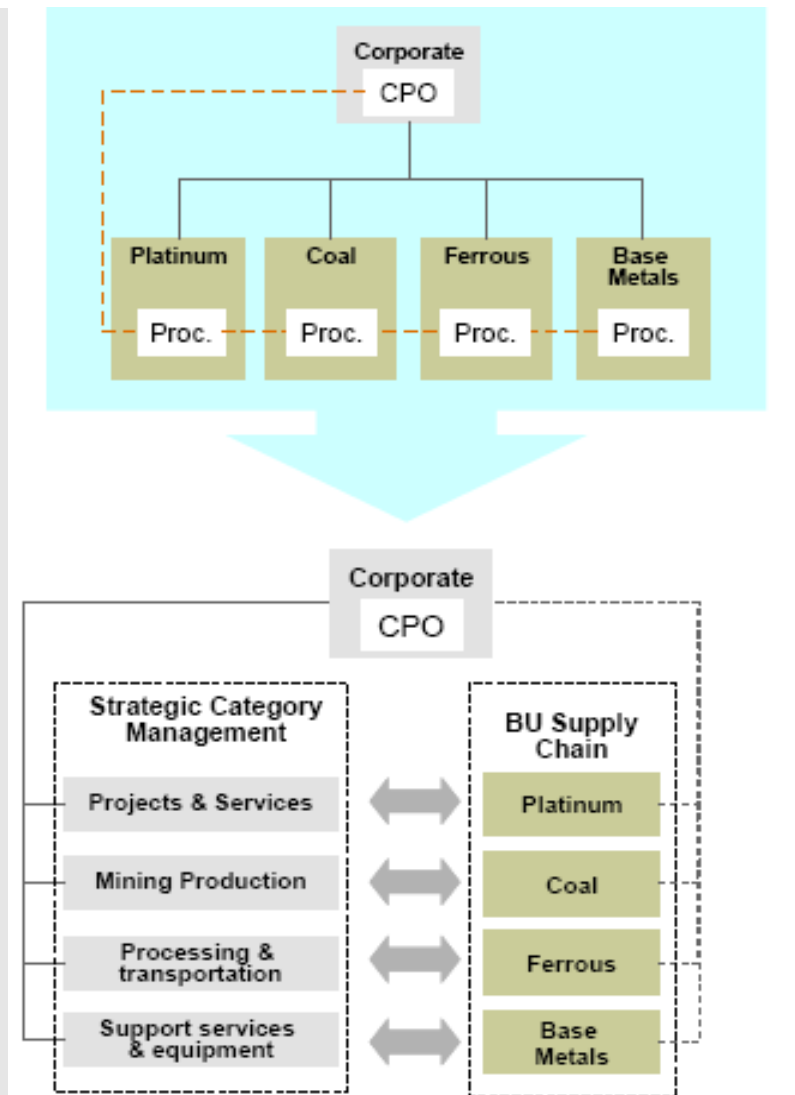 Corporate
CPO
Platinum
Coal
Ferrous
Base
Metals
Proc.
Proc.
Proc.
Proc.
Corporate
CPO
Strategic Category
Management
BU Supply
Chain
Projects & Services
Platinum
Mining Production
Coal
Processing &
transportation
Ferrous
Support services
& equipment
Base
Metals